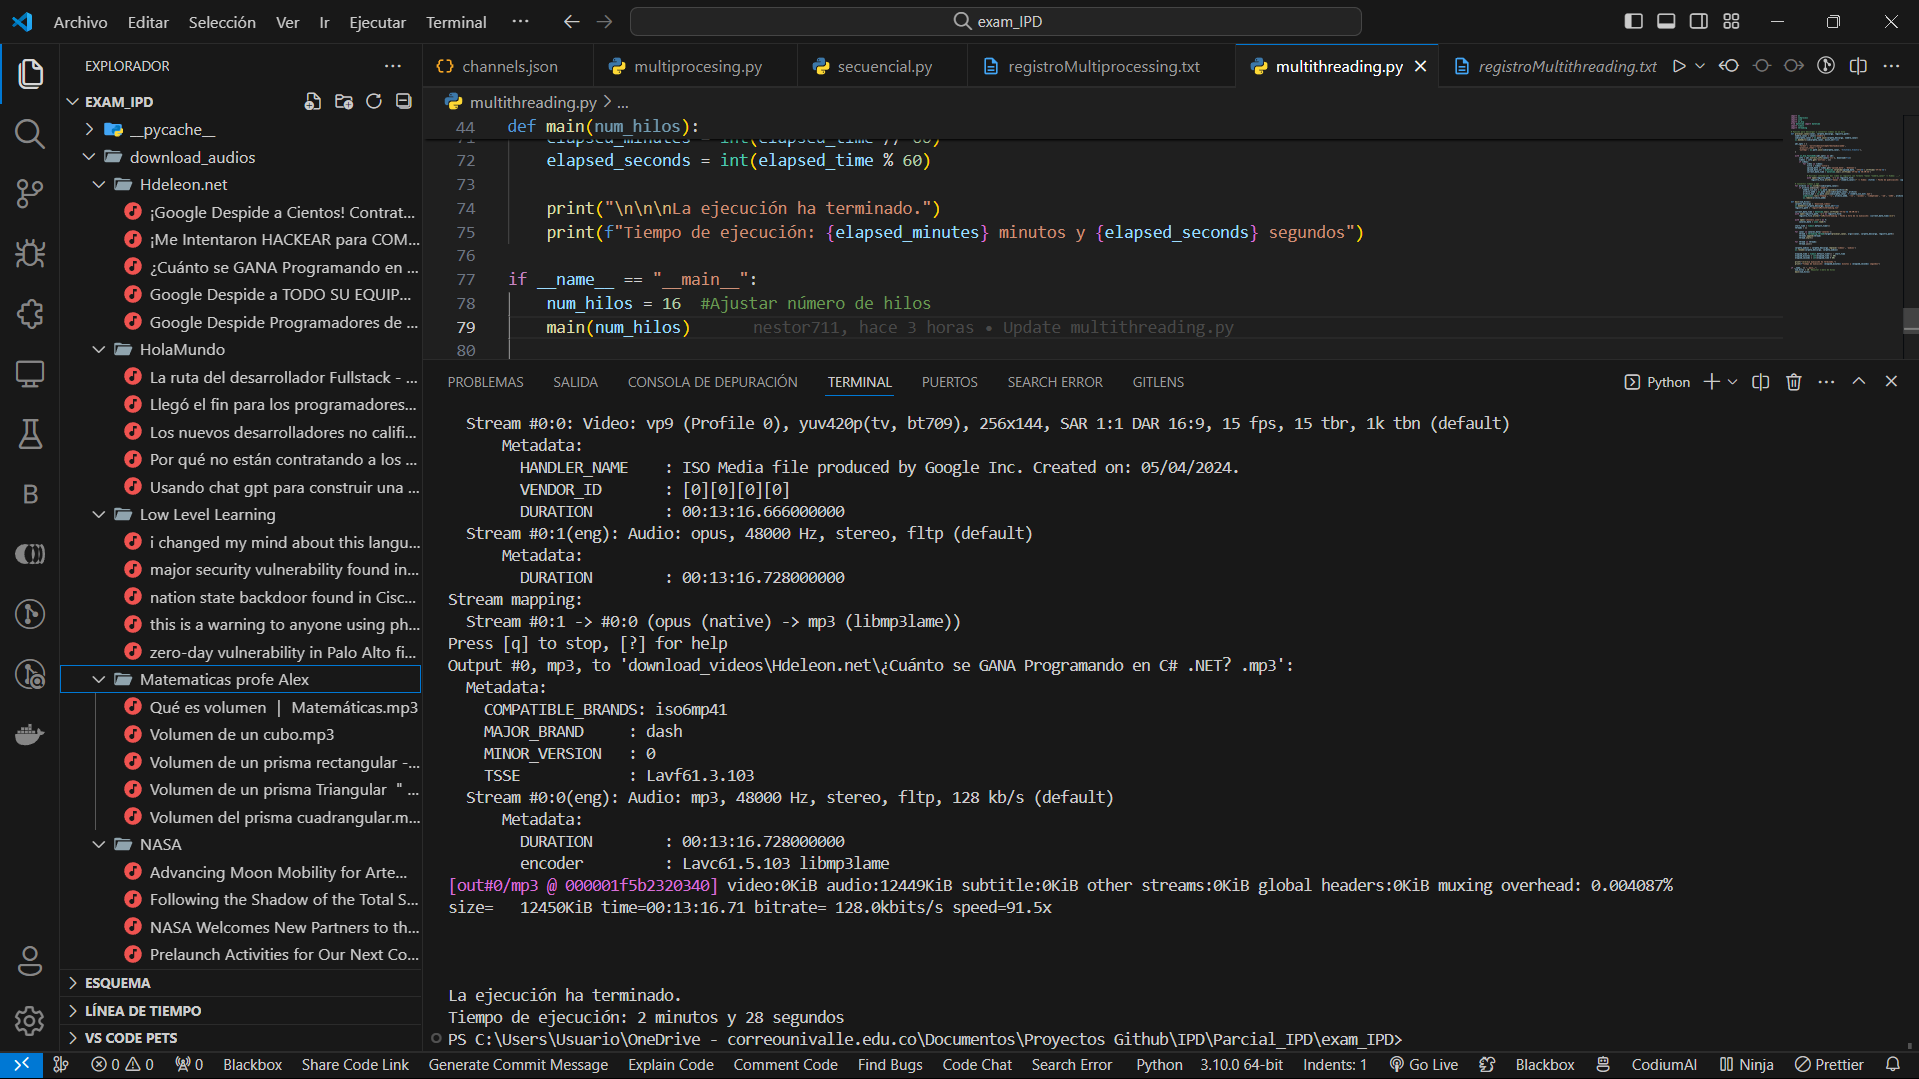 Archivo Editar Selección Ver Ir Ejecutar Terminal ··· exam_IPD
EXPLORADOR
EXAM_IPD
__pycache__
download_audios
Hdeleon.net
¡Google Despide a Cientos! Contrat...
¡Me Intentaron HACKEAR para COM...
¿Cuánto se GANA Programando en ...
Google Despide a TODO SU EQUIP...
Google Despide Programadores de ...
HolaMundo
La ruta del desarrollador Fullstack - ...
Llegó el fin para los programadores...
Los nuevos desarrolladores no califi...
Por qué no están contratando a los ...
Usando chat gpt para construir una ...
Low Level Learning
i changed my mind about this langu...
major security vulnerability found in...
nation state backdoor found in Cisc...
this is a warning to anyone using ph...
zero-day vulnerability in Palo Alto fi...
Matematicas profe Alex
Qué es volumen | Matemáticas.mp3
Volumen de un cubo.mp3
Volumen de un prisma rectangular -...
Volumen de un prisma Triangular " ...
Volumen del prisma cuadrangular.m...
NASA
Advancing Moon Mobility for Arte...
Following the Shadow of the Total S...
NASA Welcomes New Partners to th...
Prelaunch Activities for Our Next Co...
ESQUEMA
LÍNEA DE TIEMPO
VS CODE PETS
channels.json multiprocesing.py secuencial.py registroMultiprocessing.txt multithreading.py registroMultithreading.txt
multithreading.py > ...
44 def main(num_hilos):
71 elapsed_minutes = int(elapsed_time // 60)
72 elapsed_seconds = int(elapsed_time % 60)
73
74 print("\n\n\nLa ejecución ha terminado.")
75 print(f"Tiempo de ejecución: {elapsed_minutes} minutos y {elapsed_seconds} segundos")
76
77 if __name__ == "__main__":
78 num_hilos = 16 #Ajustar número de hilos
79 main(num_hilos) nestor711, hace 3 horas • Update multithreading.py
80
PROBLEMAS SALIDA CONSOLA DE DEPURACIÓN TERMINAL PUERTOS SEARCH ERROR GITLENS Python
Stream #0:0: Video: vp9 (Profile 0), yuv420p(tv, bt709), 256x144, SAR 1:1 DAR 16:9, 15 fps, 15 tbr, 1k tbn (default)
Metadata:
HANDLER_NAME : ISO Media file produced by Google Inc. Created on: 05/04/2024.
VENDOR_ID : [0][0][0][0]
DURATION : 00:13:16.666000000
Stream #0:1(eng): Audio: opus, 48000 Hz, stereo, fltp (default)
Metadata:
DURATION : 00:13:16.728000000
Stream mapping:
Stream #0:1 -> #0:0 (opus (native) -> mp3 (libmp3lame))
Press [q] to stop, [?] for help
Output #0, mp3, to 'download_videos\Hdeleon.net\¿Cuánto se GANA Programando en C# .NET? .mp3':
Metadata:
COMPATIBLE_BRANDS: iso6mp41
MAJOR_BRAND : dash
MINOR_VERSION : 0
TSSE : Lavf61.3.103
Stream #0:0(eng): Audio: mp3, 48000 Hz, stereo, fltp, 128 kb/s (default)
Metadata:
DURATION : 00:13:16.728000000
encoder : Lavc61.5.103 libmp3lame
[out#0/mp3 @ 000001f5b2320340] video:0KiB audio:12449KiB subtitle:0KiB other streams:0KiB global headers:0KiB muxing overhead: 0.004087%
size= 12450KiB time=00:13:16.71 bitrate= 128.0kbits/s speed=91.5x
La ejecución ha terminado.
Tiempo de ejecución: 2 minutos y 28 segundos
PS C:\Users\Usuario\OneDrive - correounivalle.edu.co\Documentos\Proyectos Github\IPD\Parcial_IPD\exam_IPD>
0 0 0 Blackbox Share Code Link Generate Commit Message Explain Code Comment Code Find Bugs Code Chat Search Error Python 3.10.0 64-bit Indents: 1 Go Live Blackbox CodiumAI Ninja Prettier